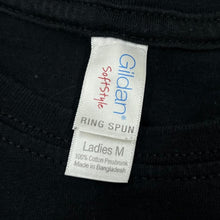 Gildan
SoftStyle
RING SPUN
Ladies M
100% Cotton Preshrunk
Made in Bangladesh